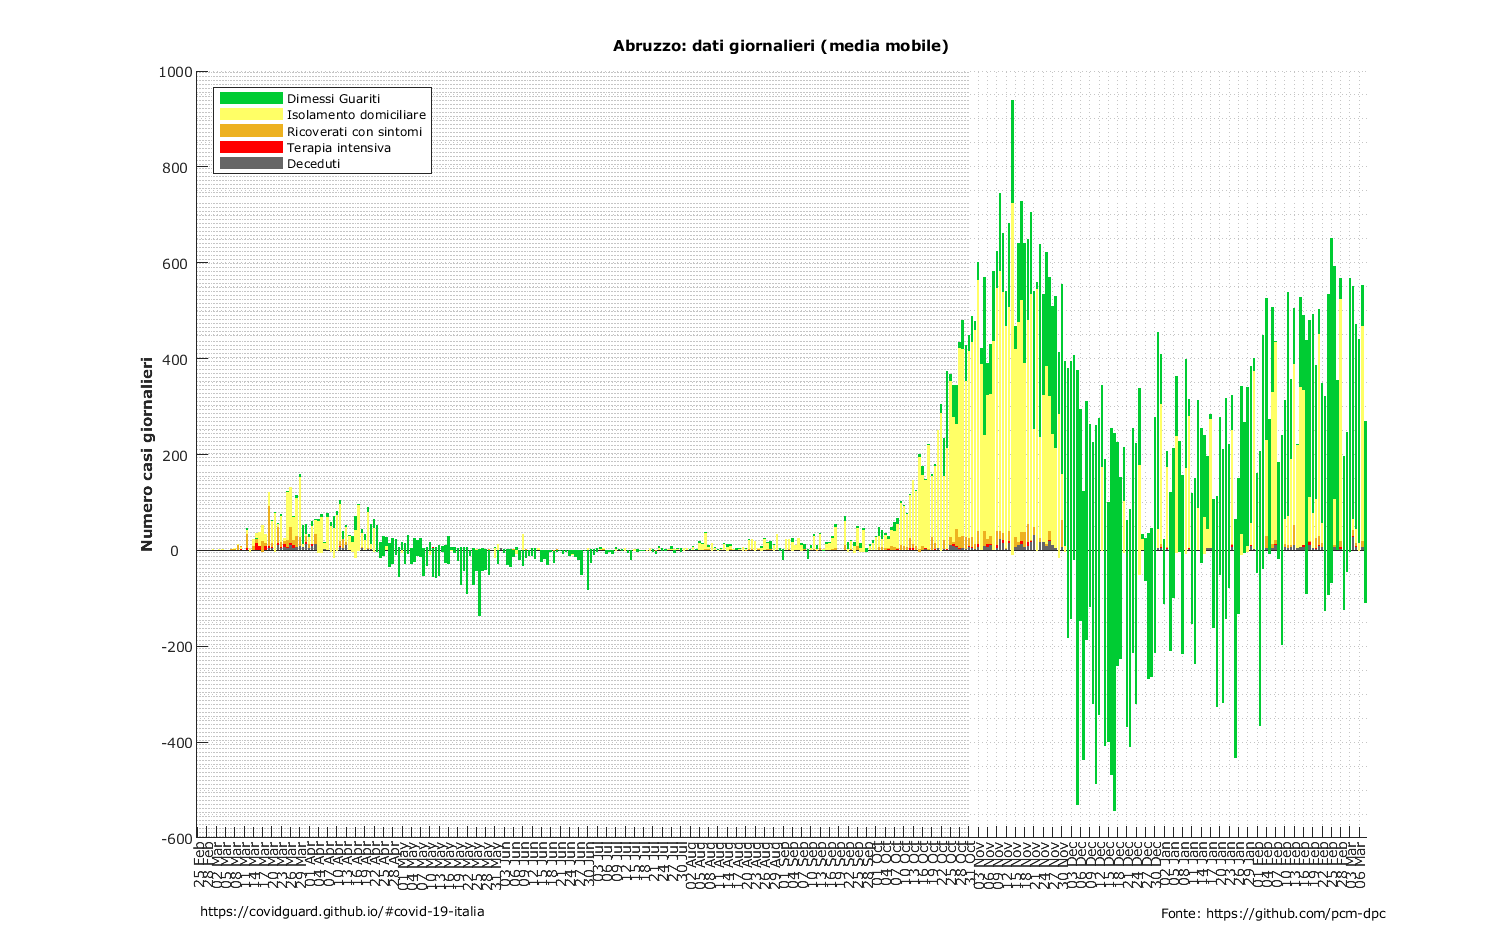 Abruzzo: dati giornalieri (media mobile)
Numero casi giornalieri
1000
800
600
400
200
0
-200
-400
-600
Dimessi Guariti
Isolamento domiciliare
Ricoverati con sintomi
Terapia intensiva
Deceduti
25 Feb
28 Feb
02 Mar
05 Mar
08 Mar
11 Mar
14 Mar
17 Mar
20 Mar
23 Mar
26 Mar
29 Mar
01 Apr
04 Apr
07 Apr
10 Apr
13 Apr
16 Apr
19 Apr
22 Apr
25 Apr
28 Apr
01 May
04 May
07 May
10 May
13 May
16 May
19 May
22 May
25 May
28 May
31 May
03 Jun
06 Jun
09 Jun
12 Jun
15 Jun
18 Jun
21 Jun
24 Jun
27 Jun
30 Jun
03 Jul
06 Jul
09 Jul
12 Jul
15 Jul
18 Jul
21 Jul
24 Jul
27 Jul
30 Jul
02 Aug
05 Aug
08 Aug
11 Aug
14 Aug
17 Aug
20 Aug
23 Aug
26 Aug
29 Aug
01 Sep
04 Sep
07 Sep
10 Sep
13 Sep
16 Sep
19 Sep
22 Sep
25 Sep
28 Sep
01 Oct
04 Oct
07 Oct
10 Oct
13 Oct
16 Oct
19 Oct
22 Oct
25 Oct
28 Oct
31 Oct
03 Nov
06 Nov
09 Nov
12 Nov
15 Nov
18 Nov
21 Nov
24 Nov
27 Nov
30 Nov
03 Dec
06 Dec
09 Dec
12 Dec
15 Dec
18 Dec
21 Dec
24 Dec
27 Dec
30 Dec
02 Jan
05 Jan
08 Jan
11 Jan
14 Jan
17 Jan
20 Jan
23 Jan
26 Jan
29 Jan
01 Feb
04 Feb
07 Feb
10 Feb
13 Feb
16 Feb
19 Feb
22 Feb
25 Feb
28 Feb
03 Mar
06 Mar
https://covidguard.github.io/#covid-19-italia
Fonte: https://github.com/pcm-dpc